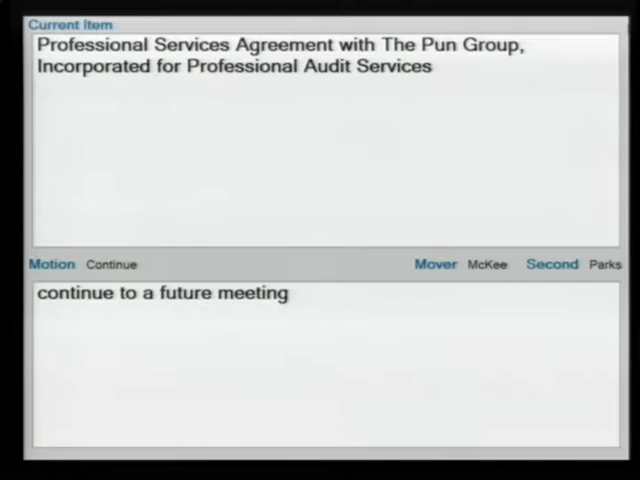 Current Item
Professional Services Agreement with The Pun Group,
Incorporated for Professional Audit Services
Motion Continue Mover McKee Second Parks
continue to a future meeting